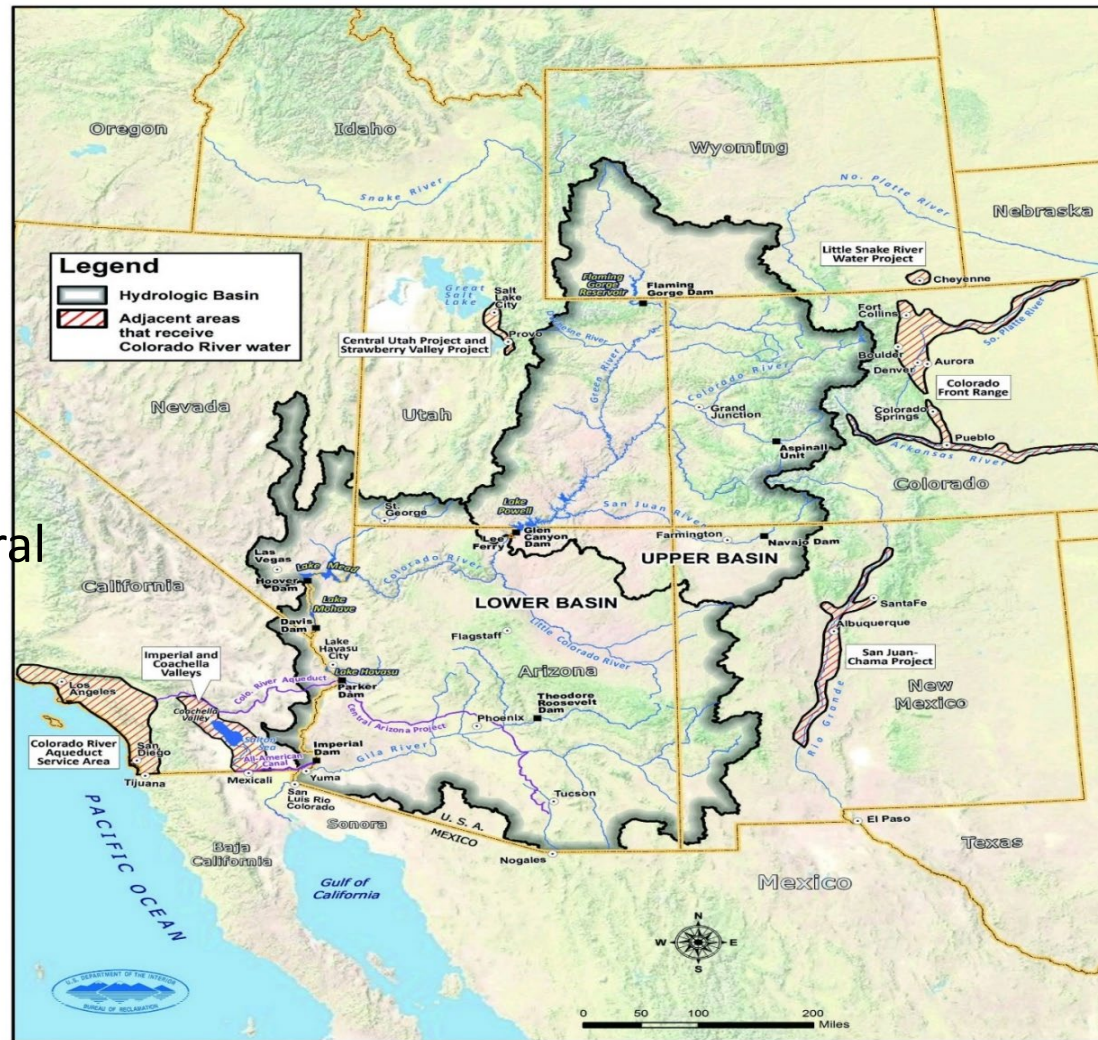 Oregon
Idaho
Wyoming
Snake River
No. Platte River
Nebraska
Legend
Hydrologic Basin
Adjacent areas
that receive
Colorado River water
Little Snake River
Water Project
Cheyenne
Great
Salt
Lake
Salt
Lake
City
Provo
Central Utah Project and
Strawberry Valley Project
Flaming
Gorge
Reservoir
Flaming
Gorge Dam
Green River
Colorado River
Fort
Collins
Boulder
Denver
Aurora
So. Platte River
Colorado
Front Range
Colorado
Springs
Pueblo
Arkansas River
Colorado
Nevada
Utah
Grand
Junction
Aspinall
Unit
St.
George
Lake
Powell
Lee
Ferry
Glen
Canyon
Dam
San Juan River
Farmington
Navajo Dam
UPPER BASIN
ral
California
Las
Vegas
Hoover
Dam
Lake Mead
Colorado River
LOWER BASIN
Lake
Mohave
Davis
Dam
Lake
Havasu
City
Flagstaff
Little Colorado River
Arizona
SantaFe
Albuquerque
San Juan-
Chama Project
New
Mexico
Rio Grande
Imperial and
Coachella
Valleys
Los
Angeles
Colo. River Aqueduct
Lake Havasu
Parker
Dam
Coachella
Valley
Salton
Sea
Central Arizona Project
Phoenix
Theodore
Roosevelt
Dam
Colorado River
Aqueduct
Service Area
San
Diego
All-American
Canal
Imperial
Dam
Gila River
Tijuana
Mexicali
Yuma
San
Luis Rio
Colorado
Tucson
Sonora
U. S. A.
MEXICO
Nogales
El Paso
Texas
Mexico
PACIFIC OCEAN
Baja
California
Gulf of
California
N
W
E
S
U.S. DEPARTMENT OF THE INTERIOR
BUREAU OF RECLAMATION
0 50 100 200
Miles